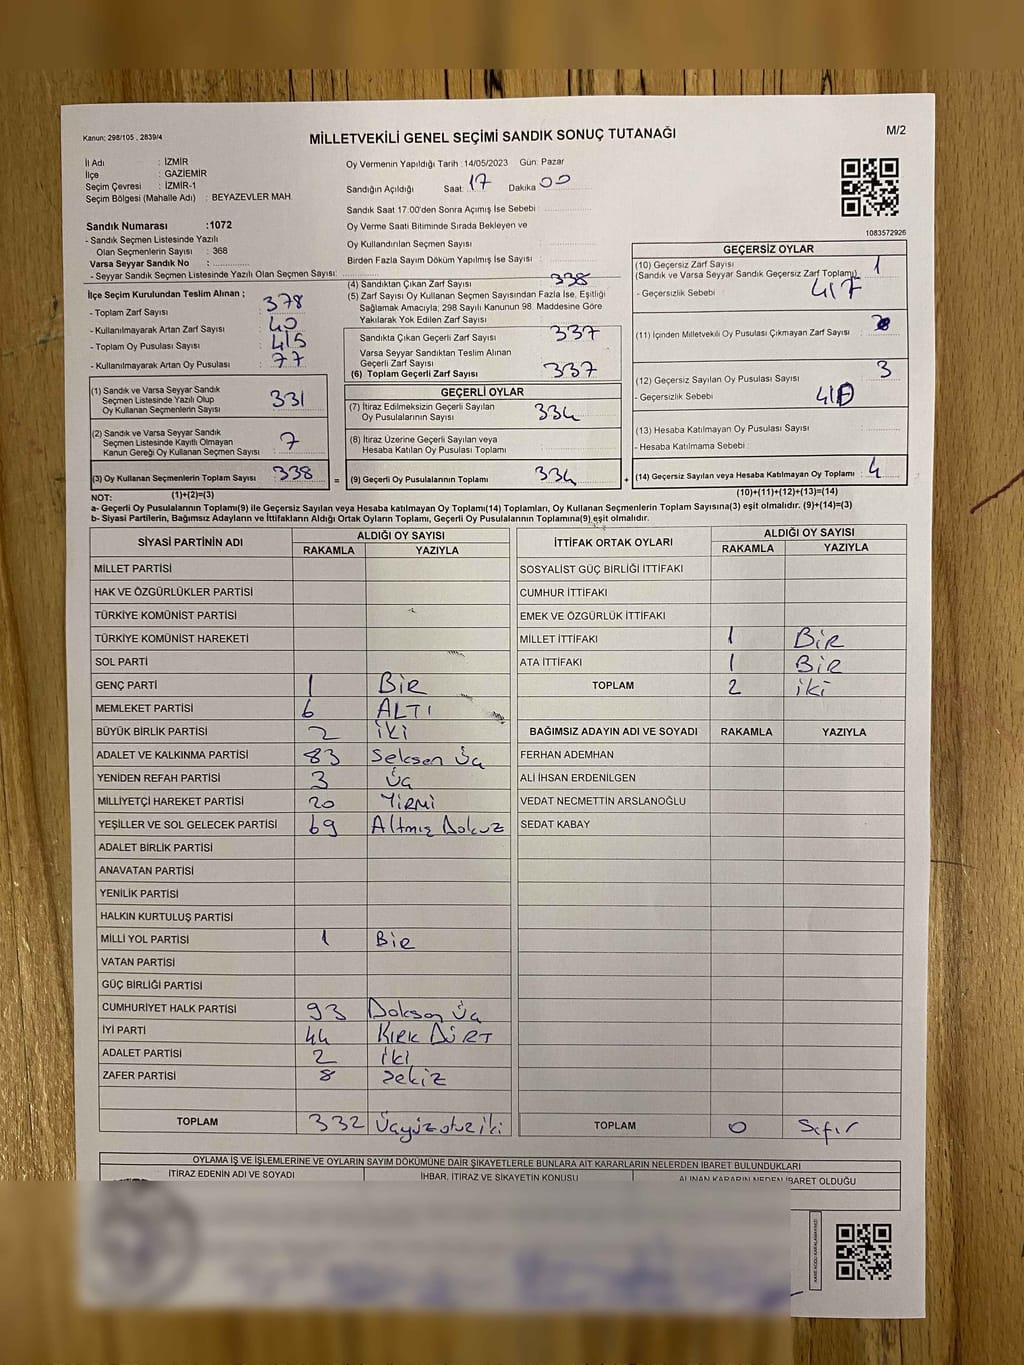 Kanun; 298/105 , 2839/4
MİLLETVEKİLİ GENEL SEÇİMİ SANDIK SONUÇ TUTANAĞI
M/2
İl Adı : İZMİR
İlçe : GAZİEMİR
Seçim Çevresi : İZMİR-1
Seçim Bölgesi (Mahalle Adı) : BEYAZEVLER MAH.
Oy Vermenin Yapıldığı Tarih :14/05/2023 Gün: Pazar
Sandığın Açıldığı Saat: 17 Dakika 00
Sandık Saat 17.00'den Sonra Açımış İse Sebebi :
Oy Verme Saati Bitiminde Sırada Bekleyen ve
Oy Kullandırılan Seçmen Sayısı :
Birden Fazla Sayım Döküm Yapılmış İse Sayısı :
1083572926
Sandık Numarası :1072
- Sandık Seçmen Listesinde Yazılı
Olan Seçmenlerin Sayısı : 368
Varsa Seyyar Sandık No :
- Seyyar Sandık Seçmen Listesinde Yazılı Olan Seçmen Sayısı:
İlçe Seçim Kurulundan Teslim Alınan ;
- Toplam Zarf Sayısı : 378
- Kullanılmayarak Artan Zarf Sayısı : 40
- Toplam Oy Pusulası Sayısı : 415
- Kullanılmayarak Artan Oy Pusulası : 77
(1) Sandık ve Varsa Seyyar Sandık
Seçmen Listesinde Yazılı Olup
Oy Kullanan Seçmenlerin Sayısı : 331
(2) Sandık ve Varsa Seyyar Sandık
Seçmen Listesinde Kayıtlı Olmayan
Kanun Gereği Oy Kullanan Seçmen Sayısı : 7
(3) Oy Kullanan Seçmenlerin Toplam Sayısı : 338 =
(4) Sandıktan Çıkan Zarf Sayısı : 338
(5) Zarf Sayısı Oy Kullanan Seçmen Sayısından Fazla İse, Eşitliği
Sağlamak Amacıyla; 298 Sayılı Kanunun 98. Maddesine Göre
Yakılarak Yok Edilen Zarf Sayısı :
Sandıkta Çıkan Geçerli Zarf Sayısı : 337
Varsa Seyyar Sandıktan Teslim Alınan
Geçerli Zarf Sayısı :
(6) Toplam Geçerli Zarf Sayısı : 337
GEÇERLİ OYLAR
(7) İtiraz Edilmeksizin Geçerli Sayılan
Oy Pusulalarının Sayısı : 334
(8) İtiraz Üzerine Geçerli Sayılan veya
Hesaba Katılan Oy Pusulası Toplamı :
(9) Geçerli Oy Pusulalarının Toplamı : 334 +
GEÇERSİZ OYLAR
(10) Geçersiz Zarf Sayısı : 1
(Sandık ve Varsa Seyyar Sandık Geçersiz Zarf Toplamı)
- Geçersizlik Sebebi : 4İF
(11) İçinden Milletvekili Oy Pusulası Çıkmayan Zarf Sayısı :
(12) Geçersiz Sayılan Oy Pusulası Sayısı : 3
- Geçersizlik Sebebi :
(13) Hesaba Katılmayan Oy Pusulası Sayısı :
- Hesaba Katılmama Sebebi :
(14) Geçersiz Sayılan veya Hesaba Katılmayan Oy Toplamı : 4
NOT: (1)+(2)=(3) (10)+(11)+(12)+(13)=(14)
a- Geçerli Oy Pusulalarının Toplamı(9) ile Geçersiz Sayılan veya Hesaba katılmayan Oy Toplamı(14) Toplamları, Oy Kullanan Seçmenlerin Toplam Sayısına(3) eşit olmalıdır. (9)+(14)=(3)
b- Siyasi Partilerin, Bağımsız Adayların ve İttifakların Aldığı Ortak Oyların Toplamı, Geçerli Oy Pusulalarının Toplamına(9) eşit olmalıdır.
SİYASİ PARTİNİN ADI
ALDIĞI OY SAYISI
RAKAMLA YAZIYLA
MİLLET PARTİSİ
HAK VE ÖZGÜRLÜKLER PARTİSİ
TÜRKİYE KOMÜNİST PARTİSİ
TÜRKİYE KOMÜNİST HAREKETİ
SOL PARTİ
GENÇ PARTİ 1 Bir
MEMLEKET PARTİSİ 6 ALTI
BÜYÜK BİRLİK PARTİSİ 2 İKİ
ADALET VE KALKINMA PARTİSİ 83 Seksen Üç
YENİDEN REFAH PARTİSİ 3 Üç
MİLLİYETÇİ HAREKET PARTİSİ 20 YİRMİ
YEŞİLLER VE SOL GELECEK PARTİSİ 69 Altmış Dokuz
ADALET BİRLİK PARTİSİ
ANAVATAN PARTİSİ
YENİLİK PARTİSİ
HALKIN KURTULUŞ PARTİSİ
MİLLİ YOL PARTİSİ 1 Bir
VATAN PARTİSİ
GÜÇ BİRLİĞİ PARTİSİ
CUMHURİYET HALK PARTİSİ 93 Doksan Üç
İYİ PARTİ 44 KIRK DÖRT
ADALET PARTİSİ 2 iki
ZAFER PARTİSİ 8 sekiz
TOPLAM 332 Üçyüzotuziki
İTTİFAK ORTAK OYLARI
ALDIĞI OY SAYISI
RAKAMLA YAZIYLA
SOSYALİST GÜÇ BİRLİĞİ İTTİFAKI
CUMHUR İTTİFAKI
EMEK VE ÖZGÜRLÜK İTTİFAKI
MİLLET İTTİFAKI 1 Bir
ATA İTTİFAKI 1 Bir
TOPLAM 2 iki
BAĞIMSIZ ADAYIN ADI VE SOYADI RAKAMLA YAZIYLA
FERHAN ADEMHAN
ALİ İHSAN ERDENİLGEN
VEDAT NECMETTİN ARSLANOĞLU
SEDAT KABAY
TOPLAM 0 Sıfır
OYLAMA İŞ VE İŞLEMLERİNE VE OYLARIN SAYIM DÖKÜMÜNE DAİR ŞİKAYETLERLE BUNLARA AİT KARARLARIN NELERDEN İBARET BULUNDUKLARI
İTİRAZ EDENİN ADI VE SOYADI
İHBAR, İTİRAZ VE ŞİKAYETİN KONUSU
ALINAN KARARIN NEDEN İBARET OLDUĞU